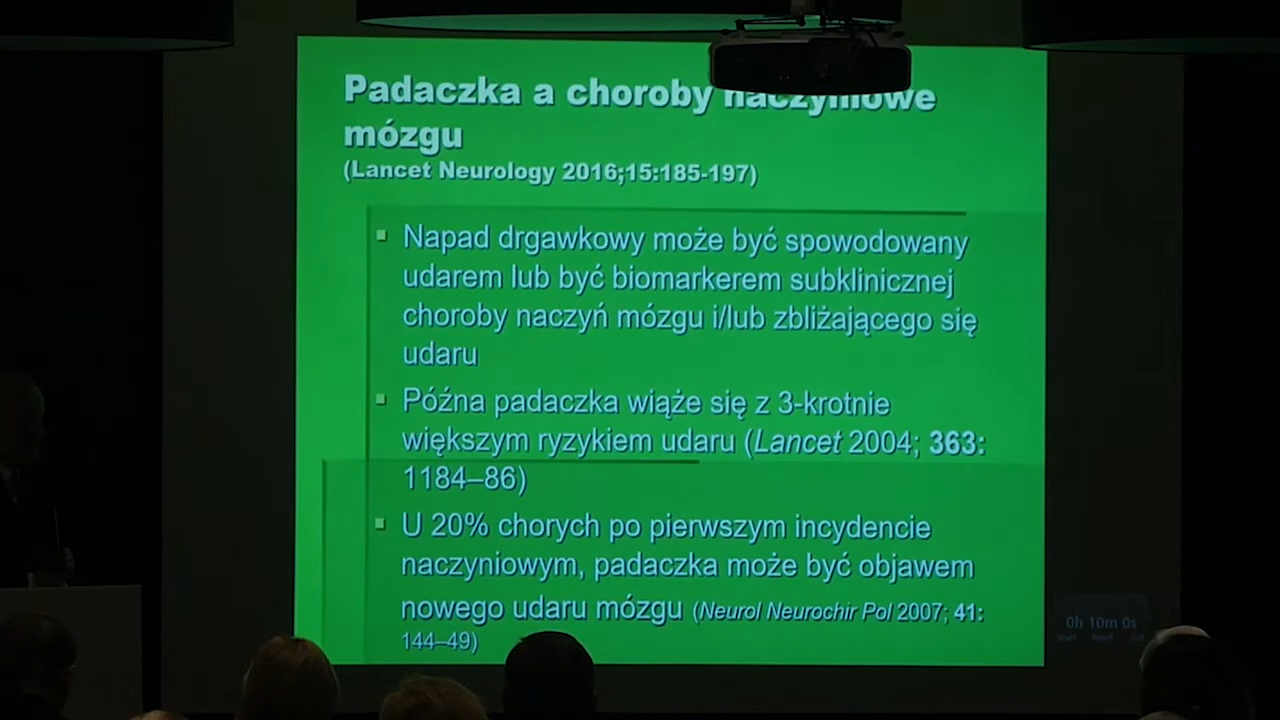 Padaczka a choroby naczyniowe
mózgu
(Lancet Neurology 2016;15:185-197)
Napad drgawkowy może być spowodowany
udarem lub być biomarkerem subklinicznej
choroby naczyń mózgu i/lub zbliżającego się
udaru
Późna padaczka wiąże się z 3-krotnie
większym ryzykiem udaru (Lancet 2004; 363:
1184–86)
U 20% chorych po pierwszym incydencie
naczyniowym, padaczka może być objawem
nowego udaru mózgu (Neurol Neurochir Pol 2007; 41:
144–49)
0h 10m 0s
Start